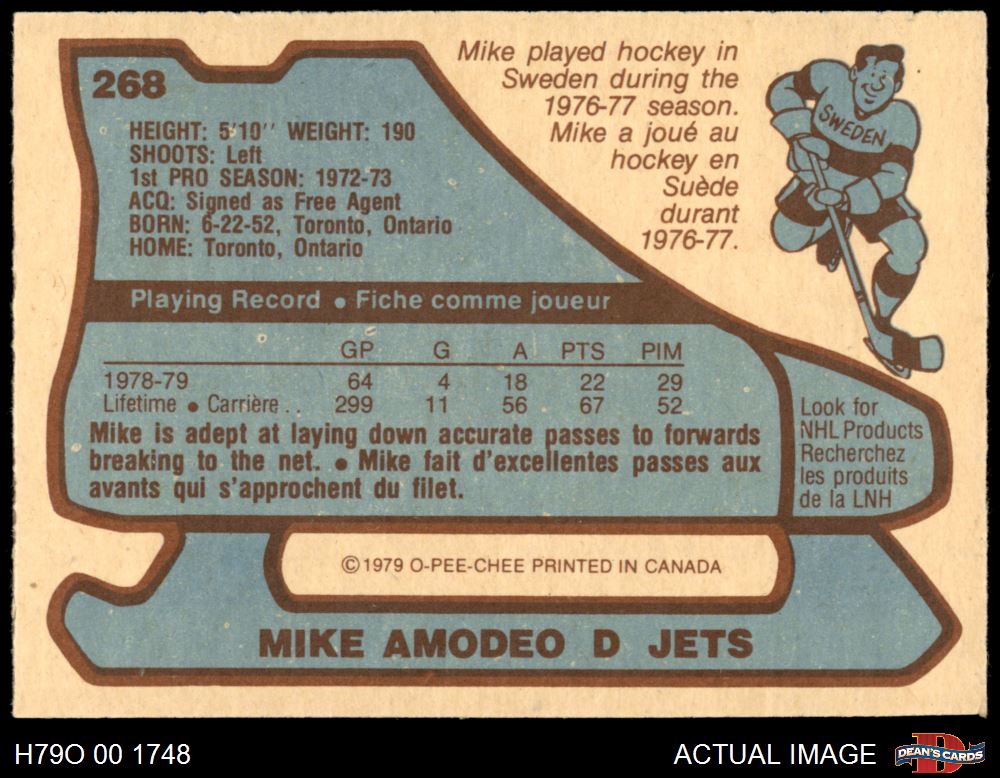 268
HEIGHT: 5'10'' WEIGHT: 190
SHOOTS: Left
1st PRO SEASON: 1972-73
ACQ: Signed as Free Agent
BORN: 6-22-52, Toronto, Ontario
HOME: Toronto, Ontario
Mike played hockey in
Sweden during the
1976-77 season.
Mike a joué au
hockey en
Suède
durant
1976-77.
SWEDEN
Playing Record • Fiche comme joueur
GP G A PTS PIM
1978-79 64 4 18 22 29
Lifetime • Carrière . . 299 11 56 67 52
Mike is adept at laying down accurate passes to forwards
breaking to the net. • Mike fait d'excellentes passes aux
avants qui s'approchent du filet.
Look for
NHL Products
Recherchez
les produits
de la LNH
©1979 O-PEE-CHEE PRINTED IN CANADA
MIKE AMODEO D JETS
H79O 00 1748
ACTUAL IMAGE
DEAN'S CARDS